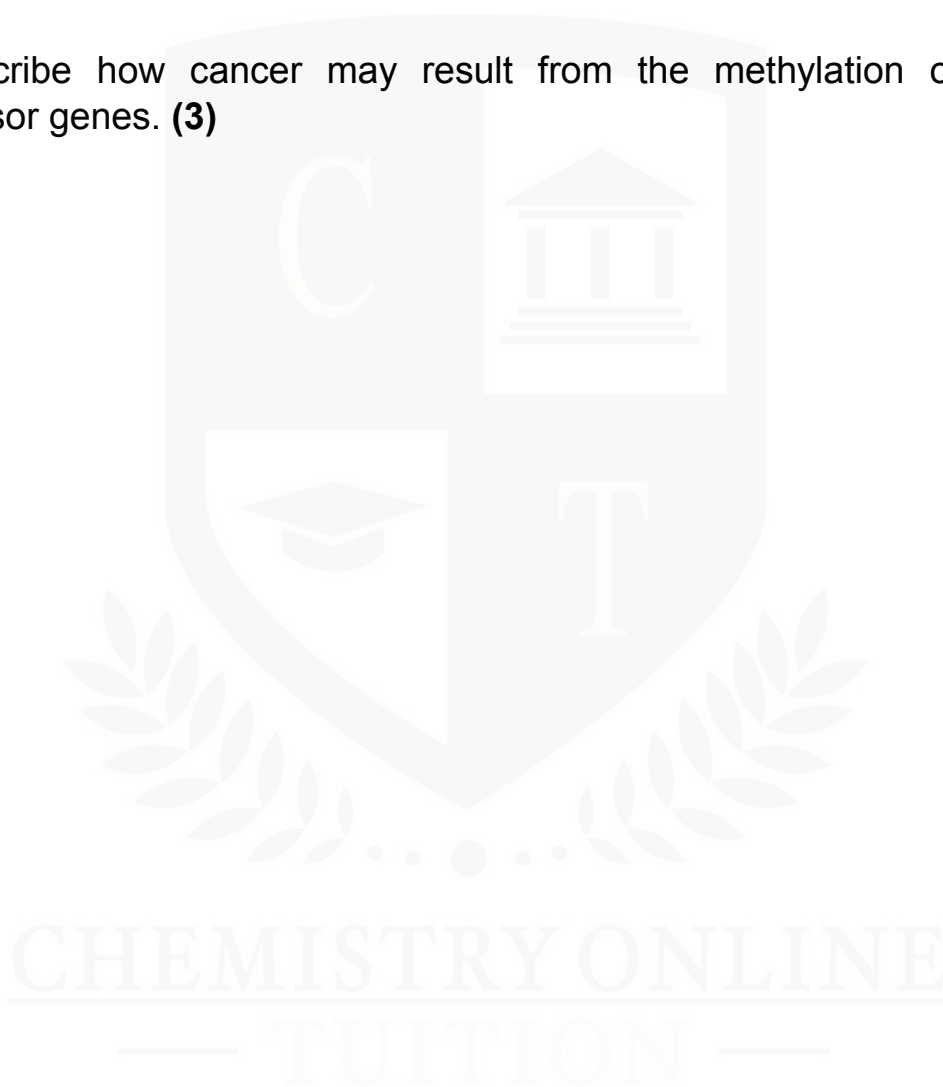 cribe how cancer may result from the methylation o
sor genes. (3)
C
T
CHEMISTRY ONLINE
TUITION